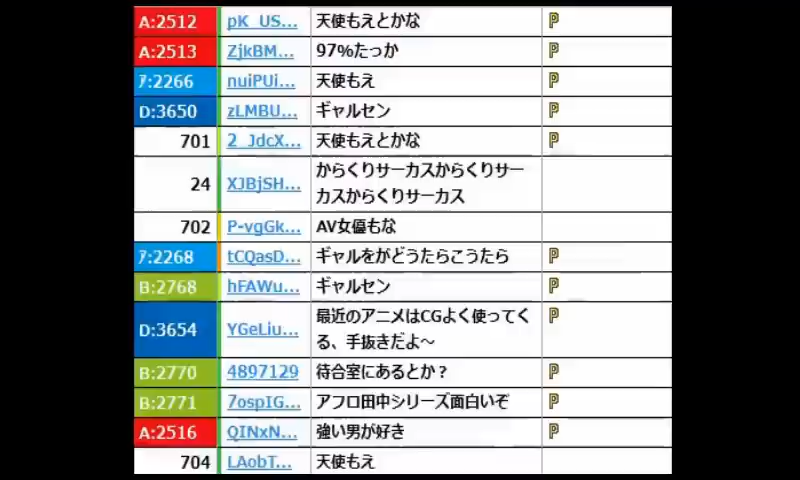 A:2512 pK_US... 天使もえとかな P
A:2513 ZjkBM... 97%たっか P
ｱ:2266 nuiPUi... 天使もえ P
D:3650 zLMBU... ギャルセン P
701 2_JdcX... 天使もえとかな P
24 XJBjSH... からくりサーカスからくりサー
カスからくりサーカス
702 P-vgGk... AV女優もな
ｱ:2268 tCQasD... ギャルをがどうたらこうたら P
B:2768 hFAWu... ギャルセン P
D:3654 YGeLiu... 最近のアニメはCGよく使ってく P
る、手抜きだよ～
B:2770 4897129 待合室にあるとか？ P
B:2771 7ospIG... アフロ田中シリーズ面白いぞ P
A:2516 QINxN... 強い男が好き P
704 LAobT... 天使もえ